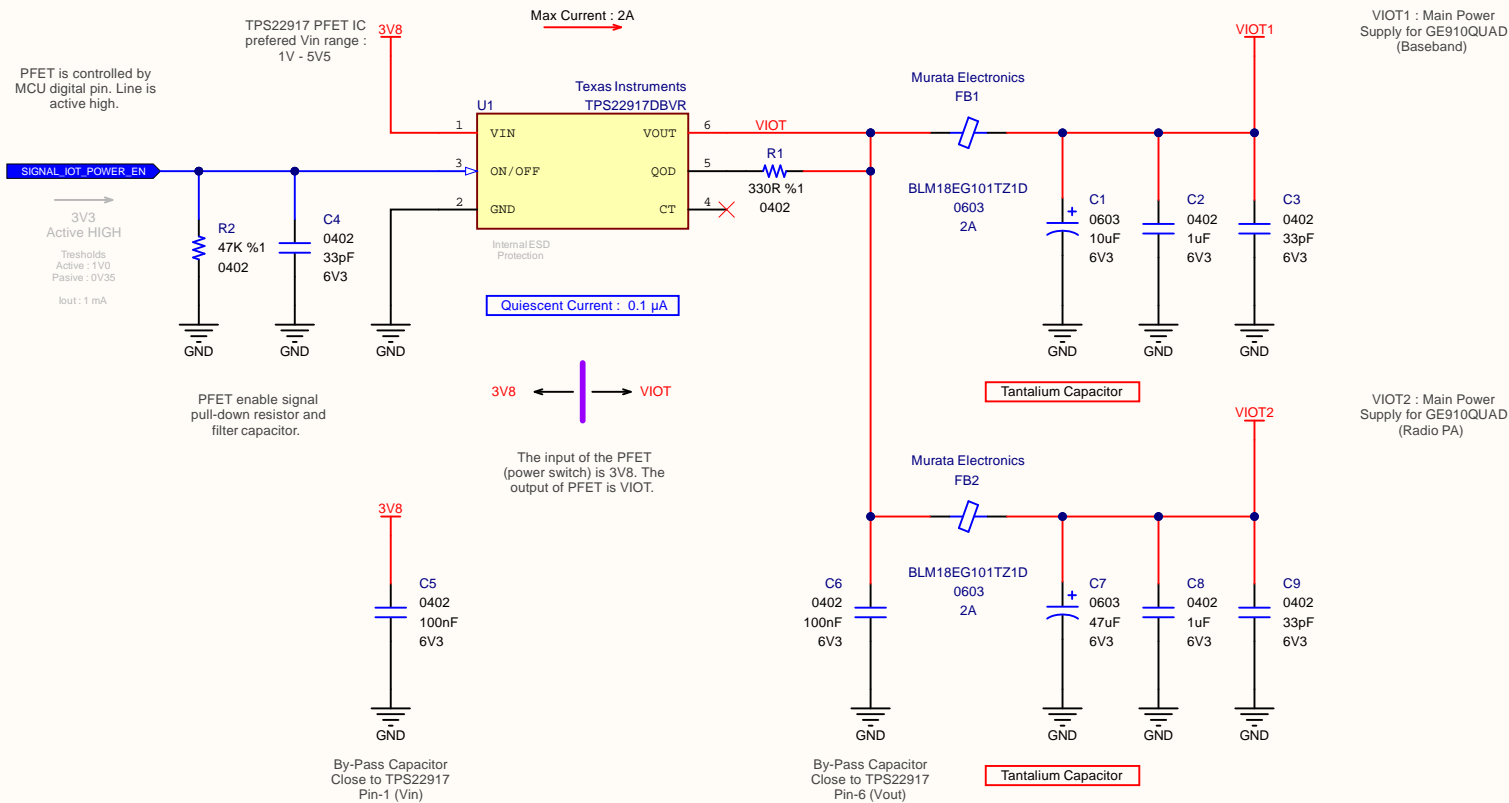 Max Current : 2A
TPS22917 PFET IC
prefered Vin range :
1V - 5V5
3V8
VIOT1
VIOT1 : Main Power
Supply for GE910QUAD
(Baseband)
PFET is controlled by
MCU digital pin. Line is
active high.
Texas Instruments
TPS22917DBVR
U1
1
VIN
VOUT
6
VIOT
3
ON/OFF
QOD
5
2
GND
CT
4
R1
330R %1
0402
Murata Electronics
FB1
BLM18EG101TZ1D
0603
2A
C1
0603
10uF
6V3
C2
0402
1uF
6V3
C3
0402
33pF
6V3
SIGNAL_IOT_POWER_EN
3V3
Active HIGH
Tresholds
Active : 1V0
Pasive : 0V35
Iout : 1 mA
R2
47K %1
0402
C4
0402
33pF
6V3
Internal ESD
Protection
Quiescent Current : 0.1 µA
GND
GND
GND
GND
GND
GND
PFET enable signal
pull-down resistor and
filter capacitor.
3V8
VIOT
Tantalium Capacitor
VIOT2
VIOT2 : Main Power
Supply for GE910QUAD
(Radio PA)
The input of the PFET
(power switch) is 3V8. The
output of PFET is VIOT.
Murata Electronics
FB2
3V8
C5
0402
100nF
6V3
C6
0402
100nF
6V3
BLM18EG101TZ1D
0603
2A
C7
0603
47uF
6V3
C8
0402
1uF
6V3
C9
0402
33pF
6V3
GND
GND
GND
GND
GND
By-Pass Capacitor
Close to TPS22917
Pin-1 (Vin)
By-Pass Capacitor
Close to TPS22917
Pin-6 (Vout)
Tantalium Capacitor